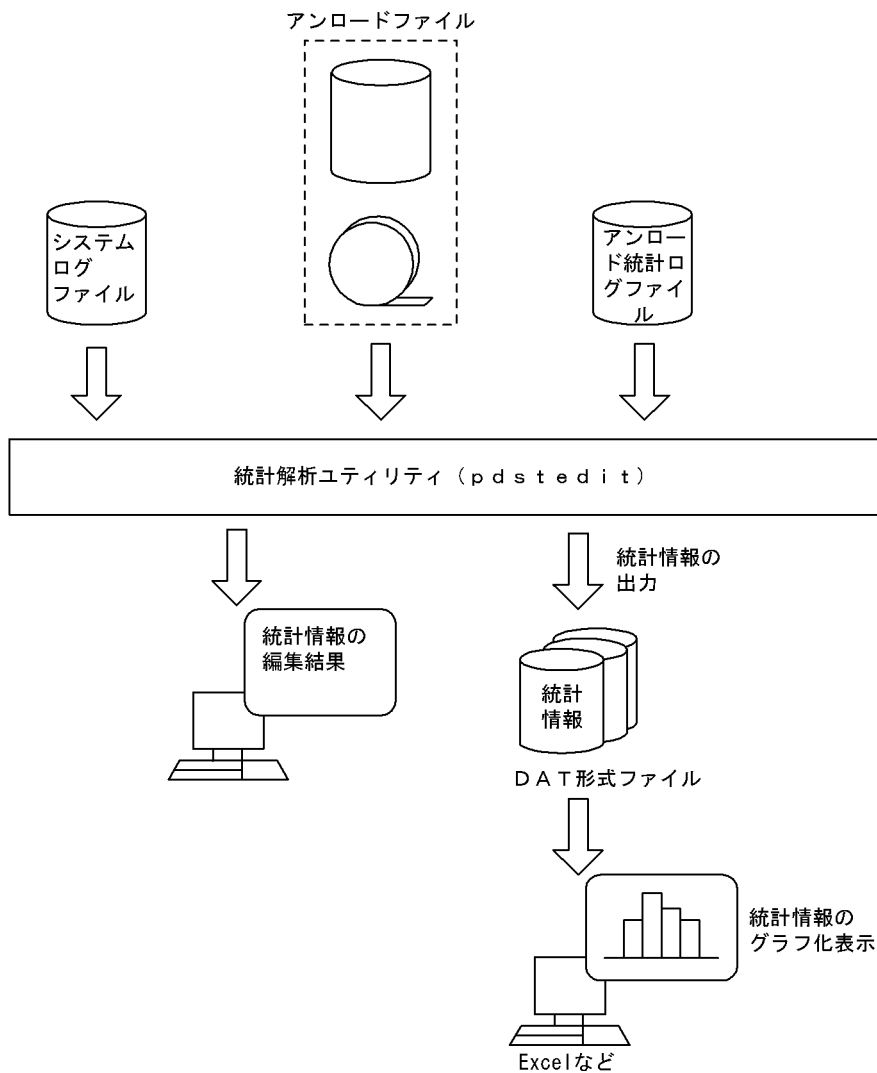 アンロードファイル
システム
ログ
ファイル
アンロー
ド統計ロ
グファイ
ル
統計解析ユティリティ（ｐｄｓｔｅｄｉｔ）
統計情報の
出力
統計情報の
編集結果
統計
情報
ＤＡＴ形式ファイル
統計情報の
グラフ化表示
Excelなど